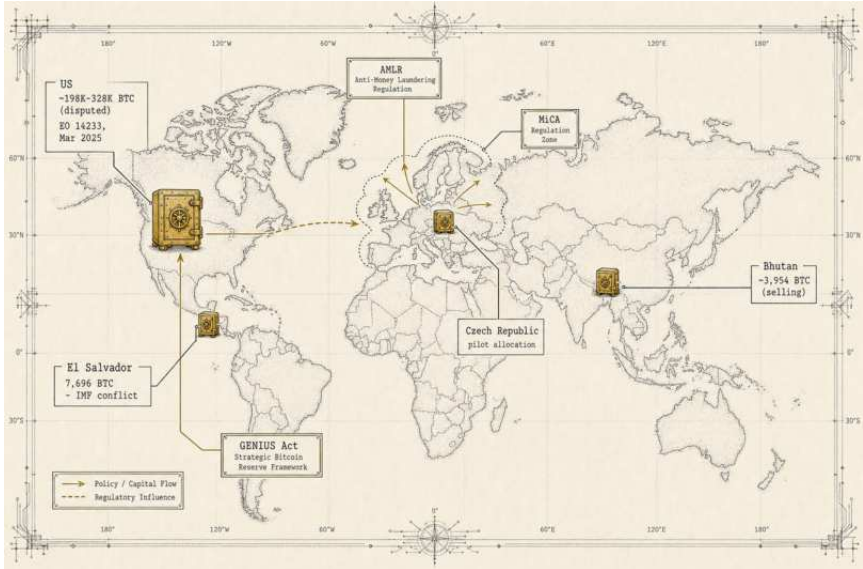 180°
120°W
60°W
0°
60°E
120°E
180°
US
~198K-328K BTC
(disputed)
EO 14233,
Mar 2025
AMLR
Anti-Money Laundering
Regulation
MiCA
Regulation
Zone
60°N
60°N
30°N
30°N
Bhutan
~3,954 BTC
(selling)
Czech Republic
pilot allocation
0°
0°
El Salvador
7,696 BTC
- IMF conflict
30°S
30°S
GENIUS Act
Strategic Bitcoin
Reserve Framework
Policy / Capital Flow
Regulatory Influence
180°
120°W
60°W
0°
60°E
120°E
180°